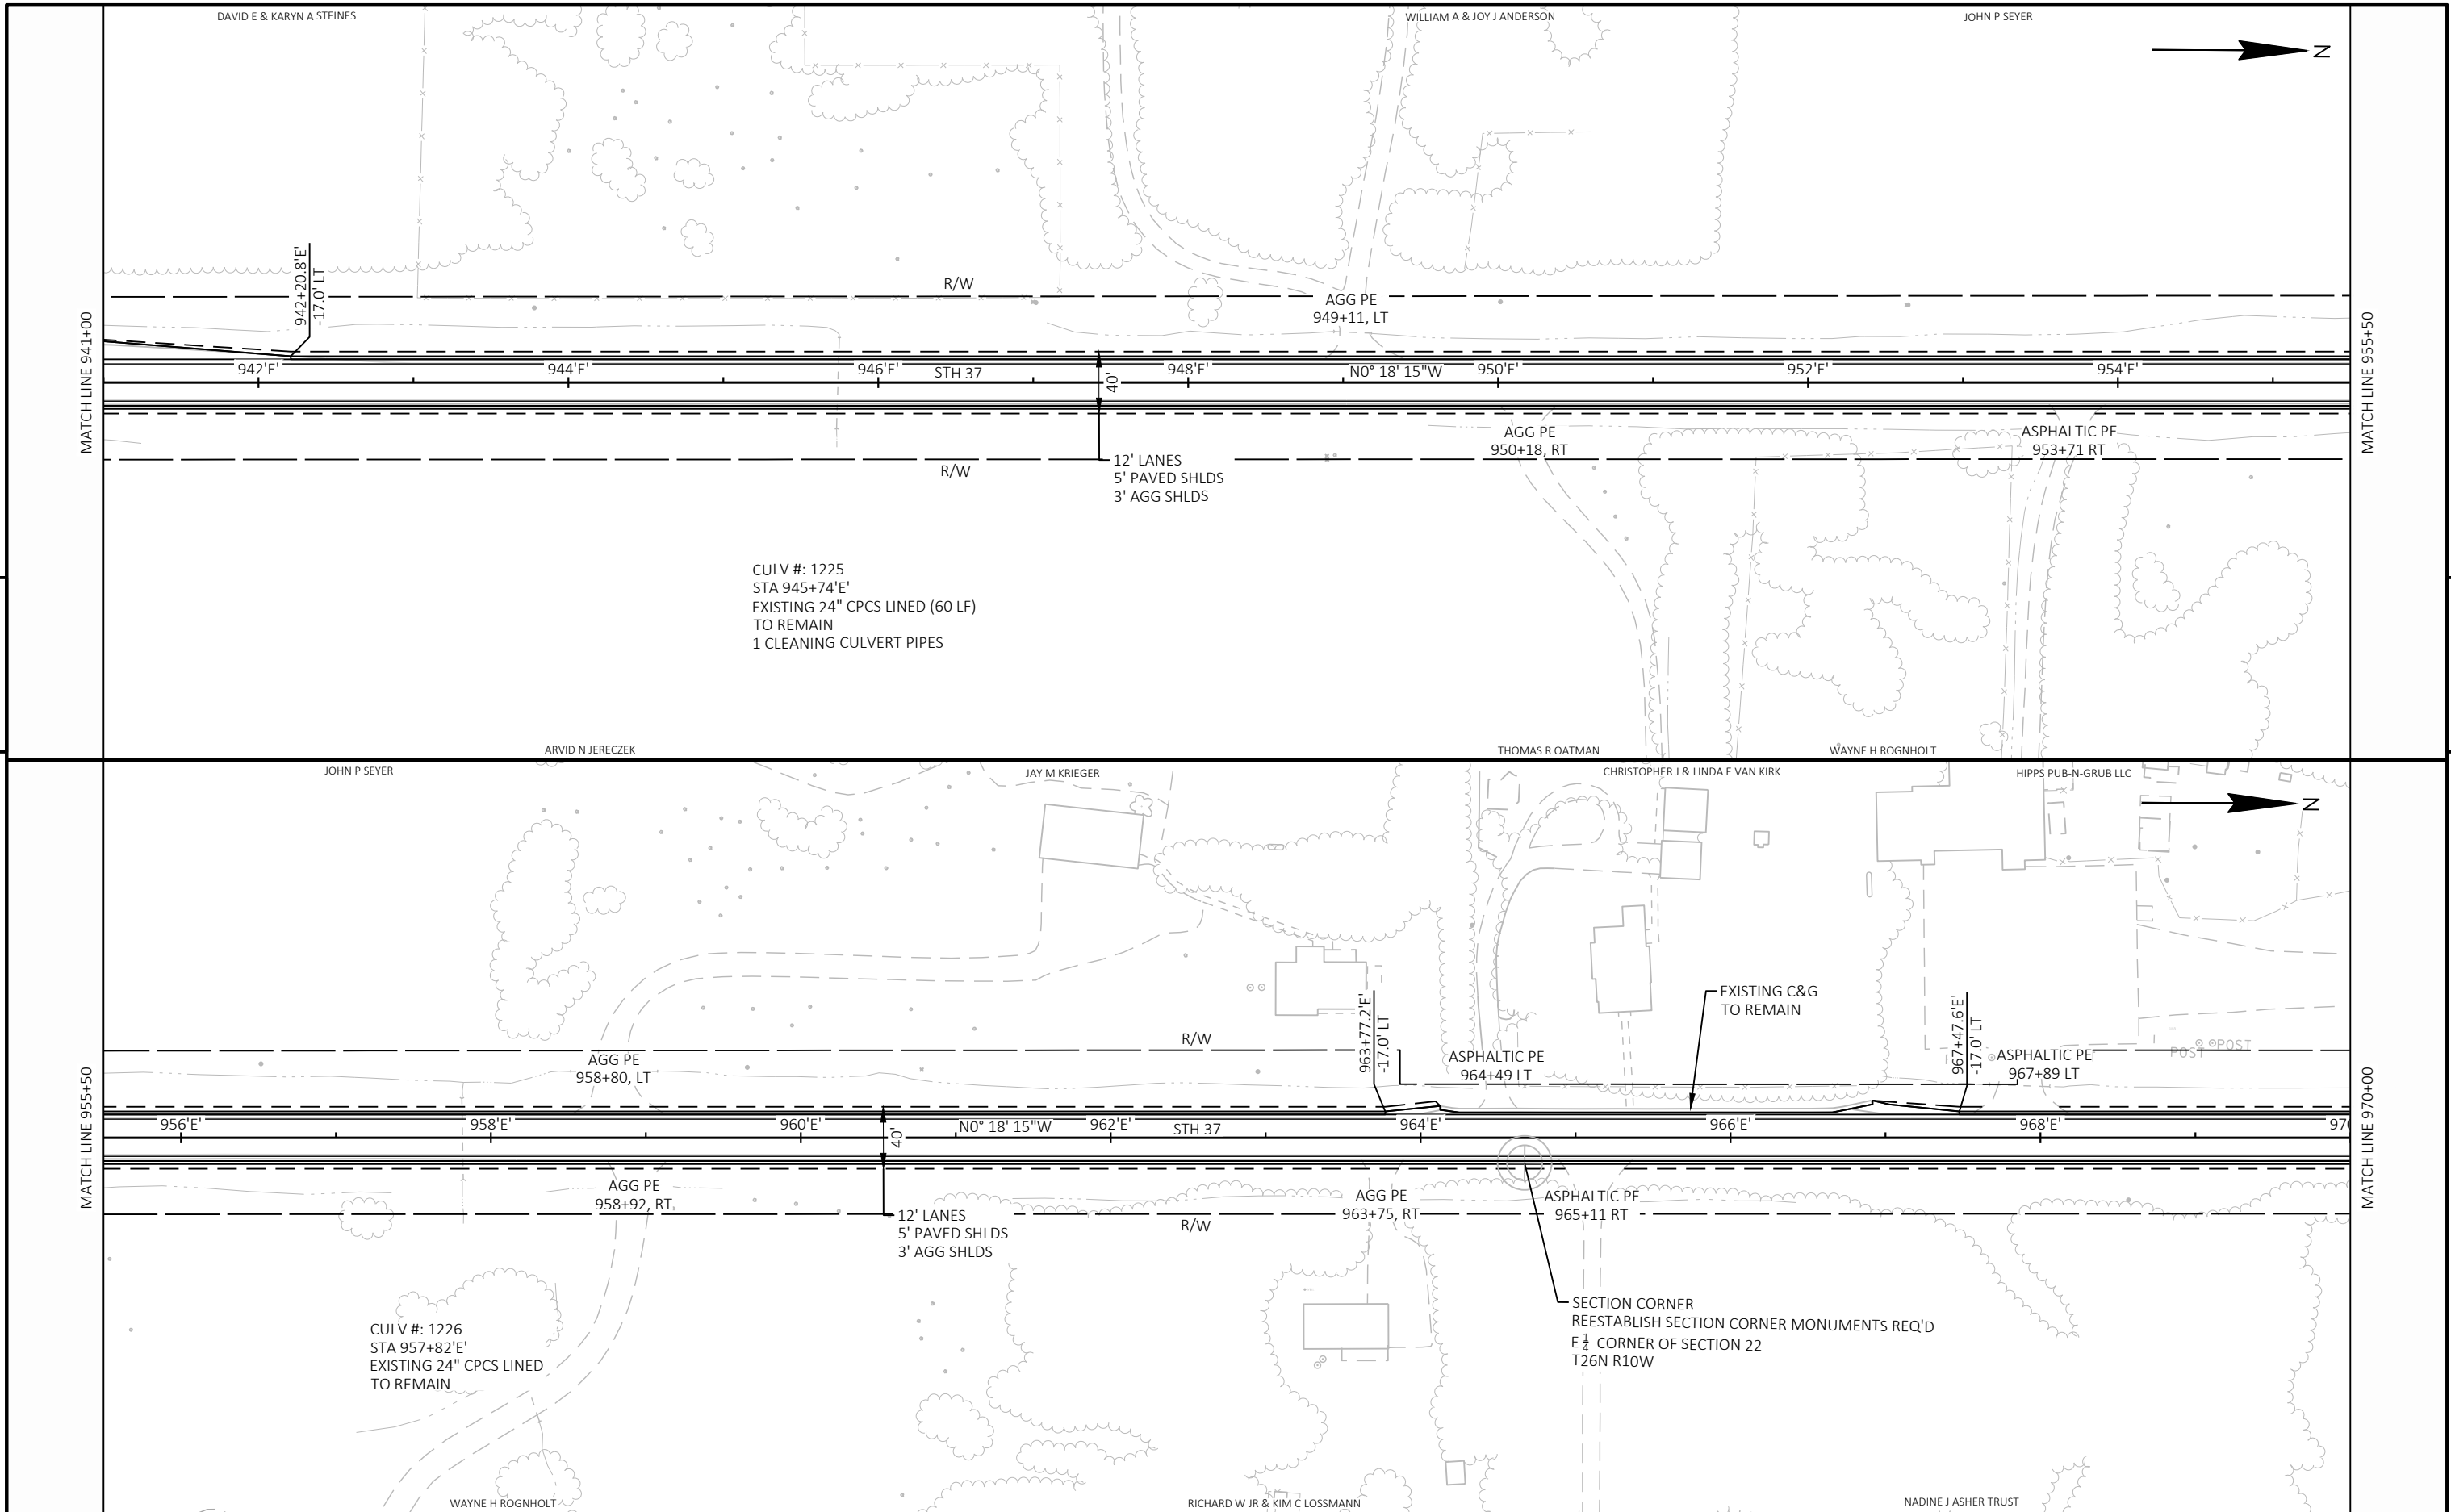 DAVID E & KARYN A STEINES
WILLIAM A & JOY J ANDERSON
JOHN P SEYER
N
MATCH LINE 941+00
942+20.8'E'
-17.0' LT
R/W
AGG PE
949+11, LT
MATCH LINE 955+50
942'E'
944'E'
946'E'
STH 37
40'
948'E'
N0° 18' 15"W
950'E'
952'E'
954'E'
AGG PE
950+18, RT
ASPHALTIC PE
953+71 RT
R/W
12' LANES
5' PAVED SHLDS
3' AGG SHLDS
CULV #: 1225
STA 945+74'E'
EXISTING 24" CPCS LINED (60 LF)
TO REMAIN
1 CLEANING CULVERT PIPES
ARVID N JERECZEK
THOMAS R OATMAN
WAYNE H ROGNHOLT
JOHN P SEYER
JAY M KRIEGER
CHRISTOPHER J & LINDA E VAN KIRK
HIPPS PUB-N-GRUB LLC
N
EXISTING C&G
TO REMAIN
MATCH LINE 955+50
R/W
963+77.2'E'
-17.0' LT
967+47.6'E'
-17.0' LT
POST
POST
AGG PE
958+80, LT
ASPHALTIC PE
964+49 LT
ASPHALTIC PE
967+89 LT
MATCH LINE 970+00
956'E'
958'E'
960'E'
40'
N0° 18' 15"W
962'E'
STH 37
964'E'
966'E'
968'E'
970
AGG PE
958+92, RT
AGG PE
963+75, RT
ASPHALTIC PE
965+11 RT
R/W
12' LANES
5' PAVED SHLDS
3' AGG SHLDS
SECTION CORNER
REESTABLISH SECTION CORNER MONUMENTS REQ'D
E 1/4 CORNER OF SECTION 22
T26N R10W
CULV #: 1226
STA 957+82'E'
EXISTING 24" CPCS LINED
TO REMAIN
WAYNE H ROGNHOLT
RICHARD W JR & KIM C LOSSMANN
NADINE J ASHER TRUST